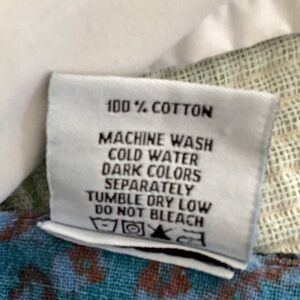 100 % COTTON
MACHINE WASH
COLD WATER
DARK COLORS
SEPARATELY
TUMBLE DRY LOW
DO NOT BLEACH